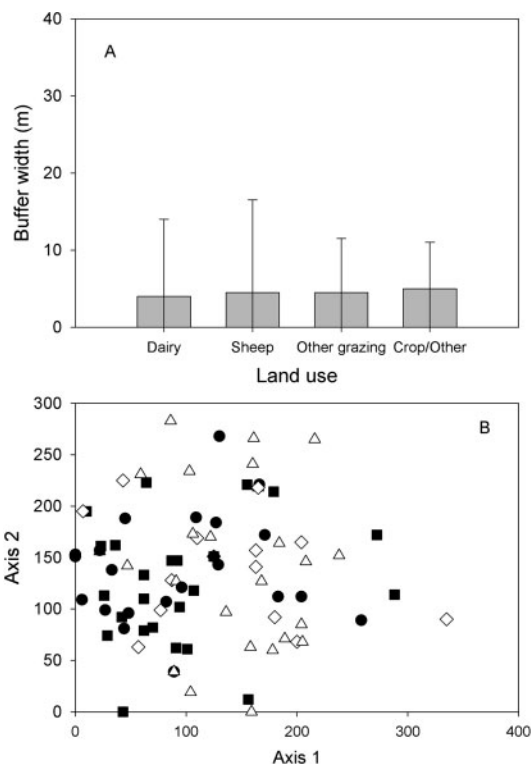 40
A
30
Buffer width (m)
20
10
0
Dairy Sheep Other grazing Crop/Other
Land use
300
B
250
200
Axis 2
150
100
50
0
0 100 200 300 400
Axis 1